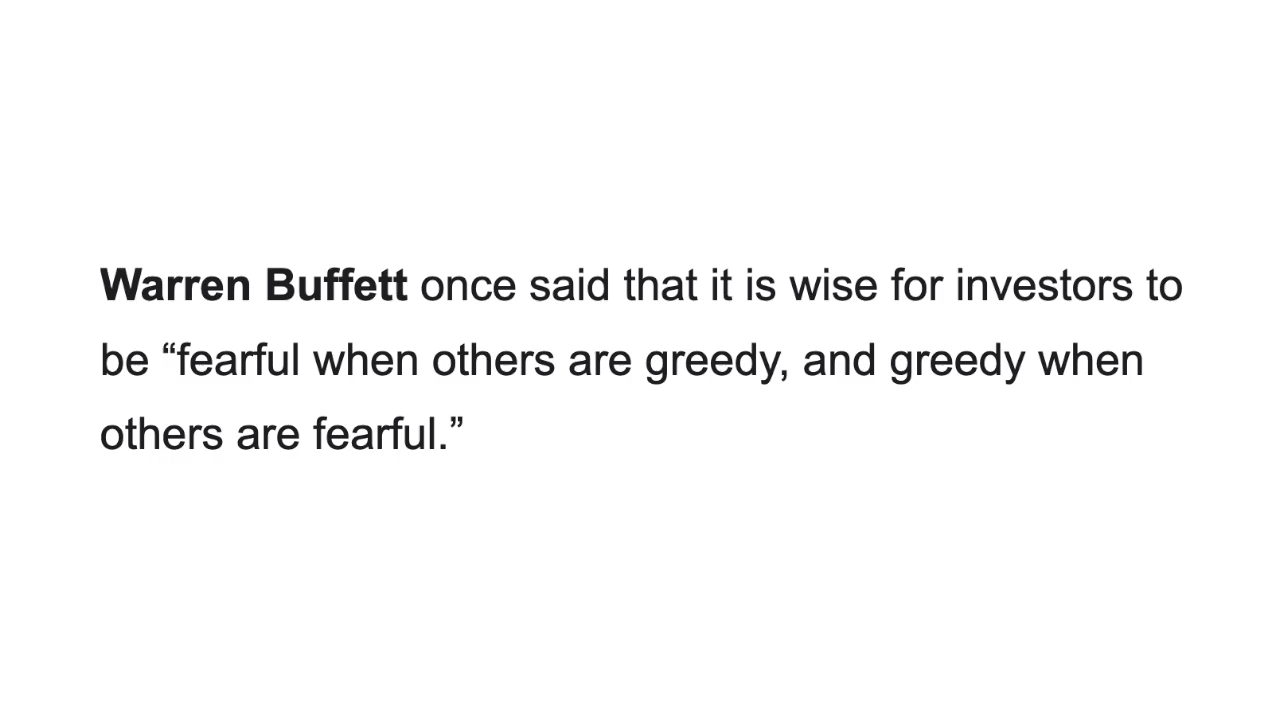 Warren Buffett once said that it is wise for investors to
be “fearful when others are greedy, and greedy when
others are fearful.”